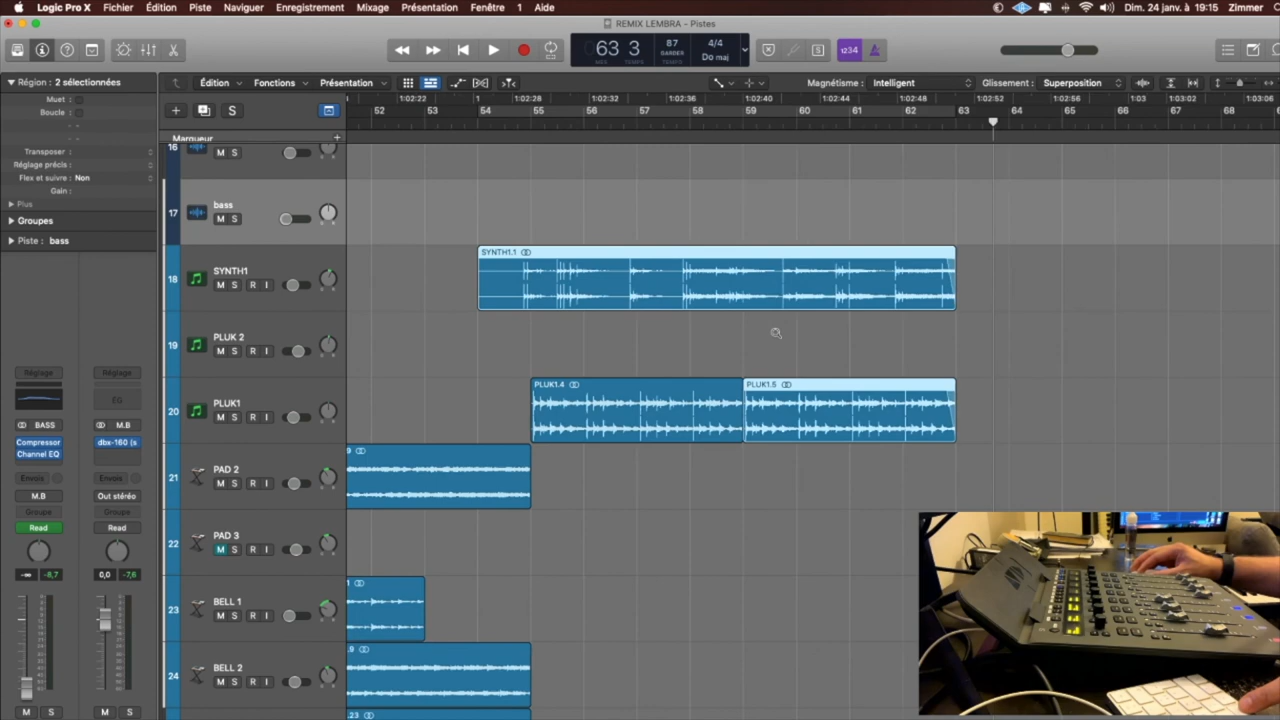 Logic Pro X Fichier Édition Piste Naviguer Enregistrement Mixage Présentation Fenêtre 1 Aide Dim. 24 janv. à 19:15 Zimmer
REMIX LEMBRA - Pistes
63 3 87 4/4
MES TEMPS GARDER TEMPO Do maj
S 1234
Région : 2 sélectionnées Édition Fonctions Présentation Magnétisme : Intelligent Glissement : Superposition
Muet :
Boucle :
Transposer :
Réglage précis :
Flex et suivre : Non
Gain :
Plus
Groupes
Piste : bass
1:02:22 1:02:28 1:02:32 1:02:36 1:02:40 1:02:44 1:02:48 1:02:52 1:02:56 1:03 1:03:02 1:03:06
52 53 54 55 56 57 58 59 60 61 62 63 64 65 66 67 68
S
Marqueur
16 M S
17 bass
M S
18 SYNTH1
M S
SYNTH1.1
19 PLUK 2
M S R I
20 PLUK1
M S R I
PLUK1.4 PLUK1.5
21 PAD 2
M S R I
22 PAD 3
M S R I
23 BELL 1
M S R I
24 BELL 2
M S R I
.9
.23
Réglage Réglage
EG
BASS M.B
Compressor dbx-160 (s
Channel EQ
Envois Envois
M.B Out stéréo
Groupe Groupe
Read Read
-∞ -8,7 0,0 -7,6
M S M S